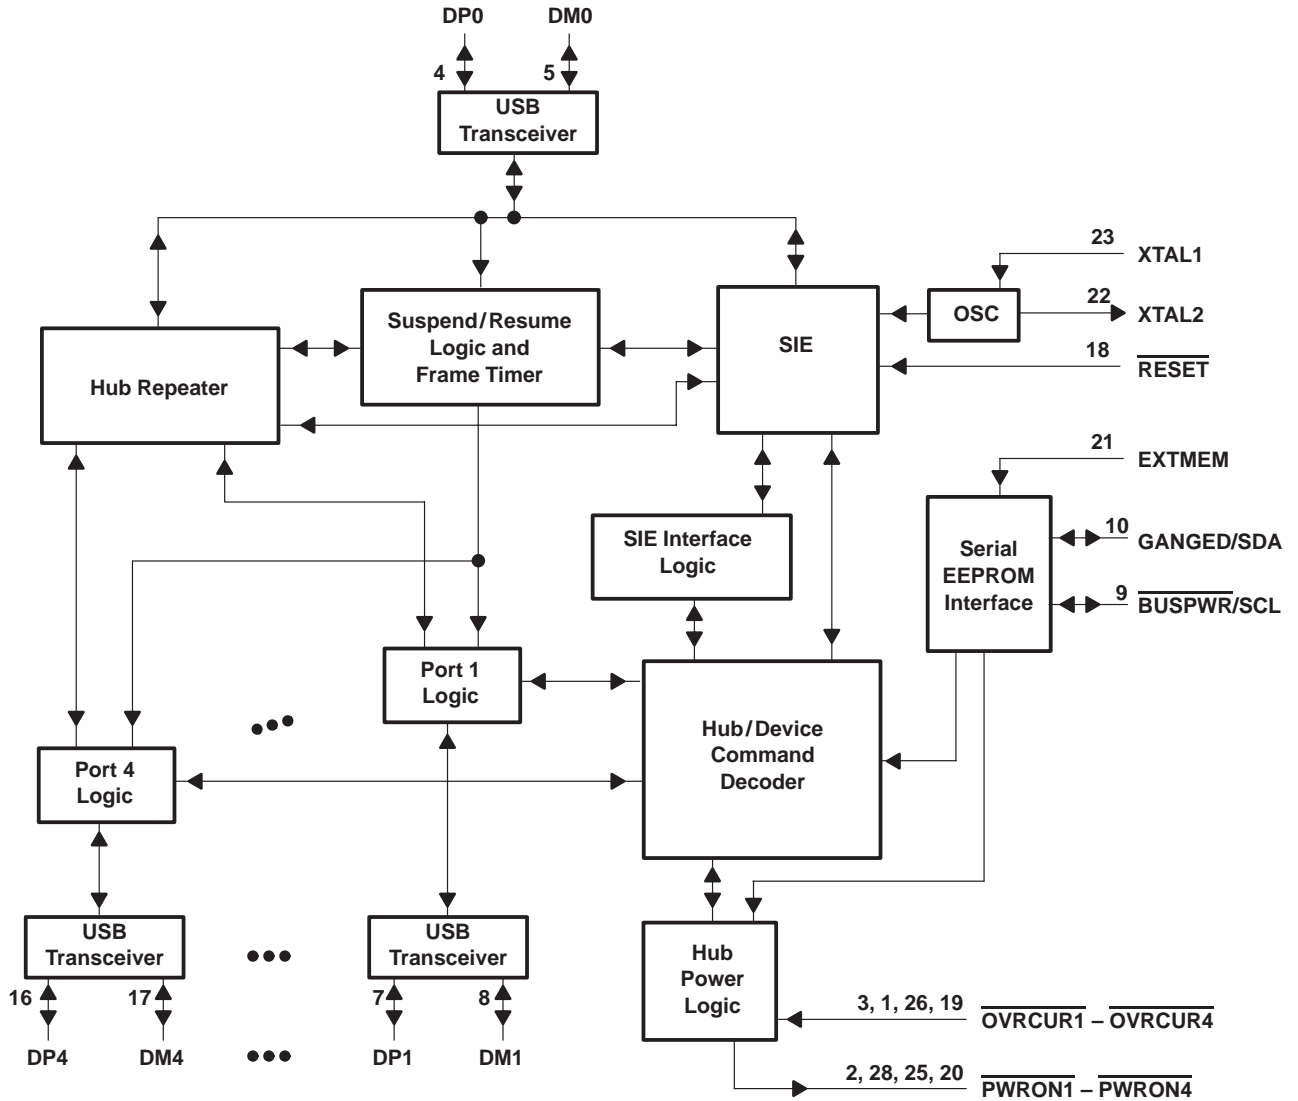 DP0 DM0
4 5
USB
Transceiver
23
XTAL1
Suspend/Resume
Logic and
Frame Timer
SIE
OSC
22
XTAL2
18
RESET
Hub Repeater
21
EXTMEM
SIE Interface
Logic
Serial
EEPROM
Interface
10
GANGED/SDA
9
BUSPWR/SCL
Port 1
Logic
Hub/Device
Command
Decoder
Port 4
Logic
USB
Transceiver
USB
Transceiver
Hub
Power
Logic
16 17 7 8
3, 1, 26, 19
OVRCUR1 – OVRCUR4
DP4 DM4 DP1 DM1
2, 28, 25, 20
PWRON1 – PWRON4